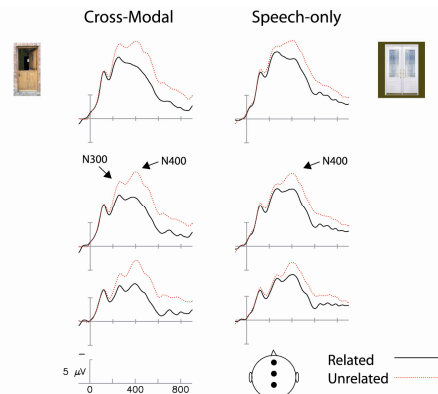 Cross-Modal
Speech-only
N300
N400
N400
–
5 μV
0 400 800
Related
Unrelated